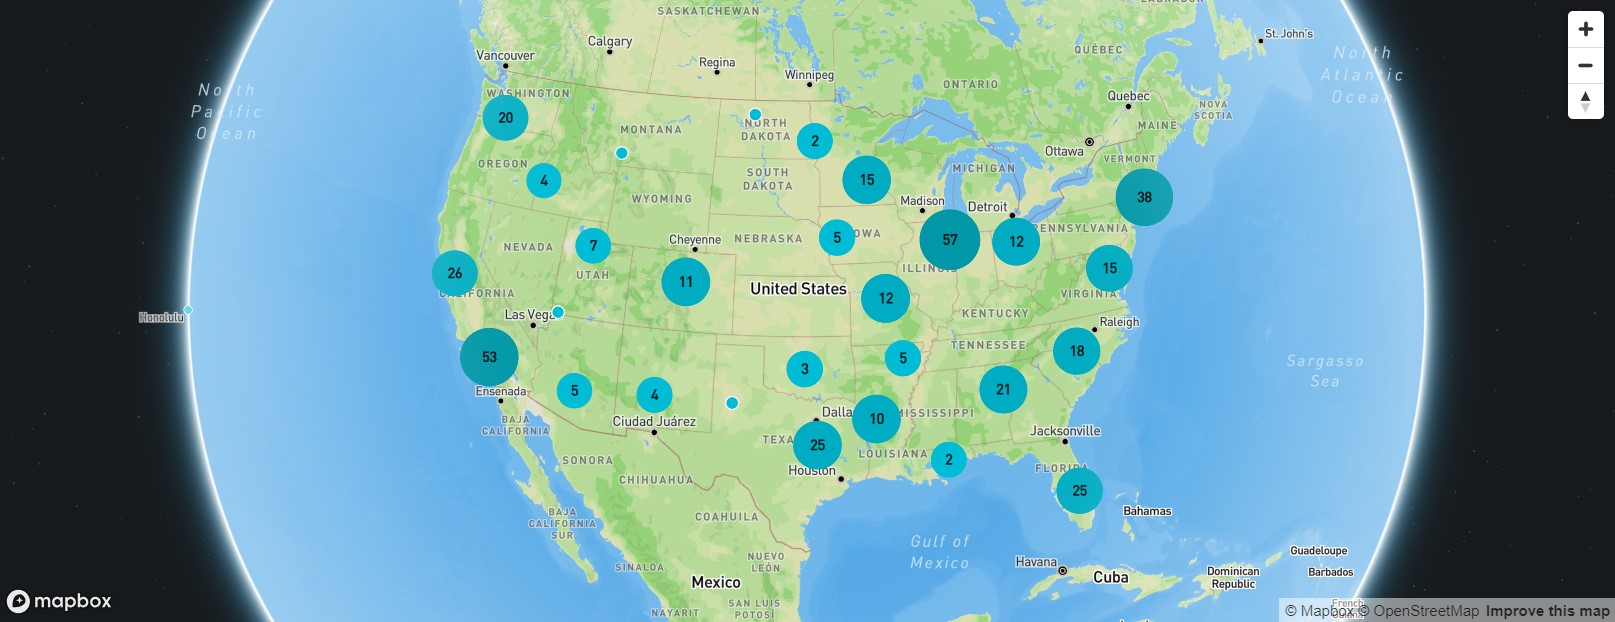 SASKATCHEWAN
LABRADOR
Calgary
St. John's
Vancouver
Regina
Winnipeg
QUÉBEC
North
Pacific
Ocean
North
Atlantic
Ocean
WASHINGTON
ONTARIO
Quebec
NOVA
SCOTIA
20
MONTANA
NORTH
DAKOTA
2
MAINE
Ottawa
VERMONT
OREGON
4
SOUTH
DAKOTA
15
MICHIGAN
WYOMING
Madison
Detroit
38
NEVADA
7
Cheyenne
NEBRASKA
5
OWA
57
12
PENNSYLVANIA
26
UTAH
11
United States
ILLINOIS
15
CALIFORNIA
12
VIRGINIA
Honolulu
Las Vega
KENTUCKY
Raleigh
53
TENNESSEE
18
3
5
Sargasso
Sea
Ensenada
5
4
21
BAJA
CALIFORNIA
Ciudad Juárez
Dalla
10
MISSISSIPPI
TEXA
25
LOUISIANA
2
Jacksonville
SONORA
Houston
FLORIDA
CHIHUAHUA
25
BAJA
CALIFORNIA
SUR
COAHUILA
Bahamas
Gulf of
Mexico
SINALOA
NUEVO
LEÓN
Havana
Cuba
Guadeloupe
Dominican
Republic
Barbados
Mexico
NAYARIT
SAN LUIS
POTOSÍ
French
mapbox
© Mapbox © OpenStreetMap Improve this map